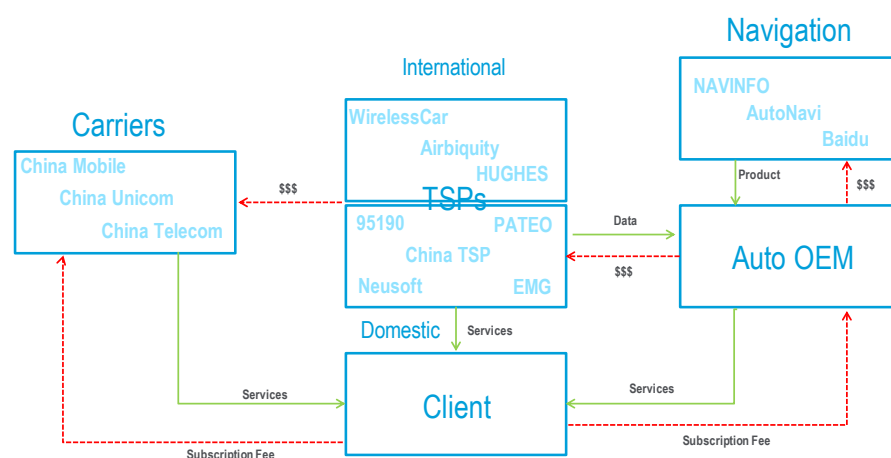 Navigation
International
NAVINFO
AutoNavi
Baidu
WirelessCar
Airbiquity
HUGHES
Carriers
China Mobile
China Unicom
China Telecom
$$$
Product
$$$
TSPs
95190
PATEO
China TSP
Neusoft
EMG
Data
$$$
Auto OEM
Domestic
Services
Client
Services
Services
Subscription Fee
Subscription Fee